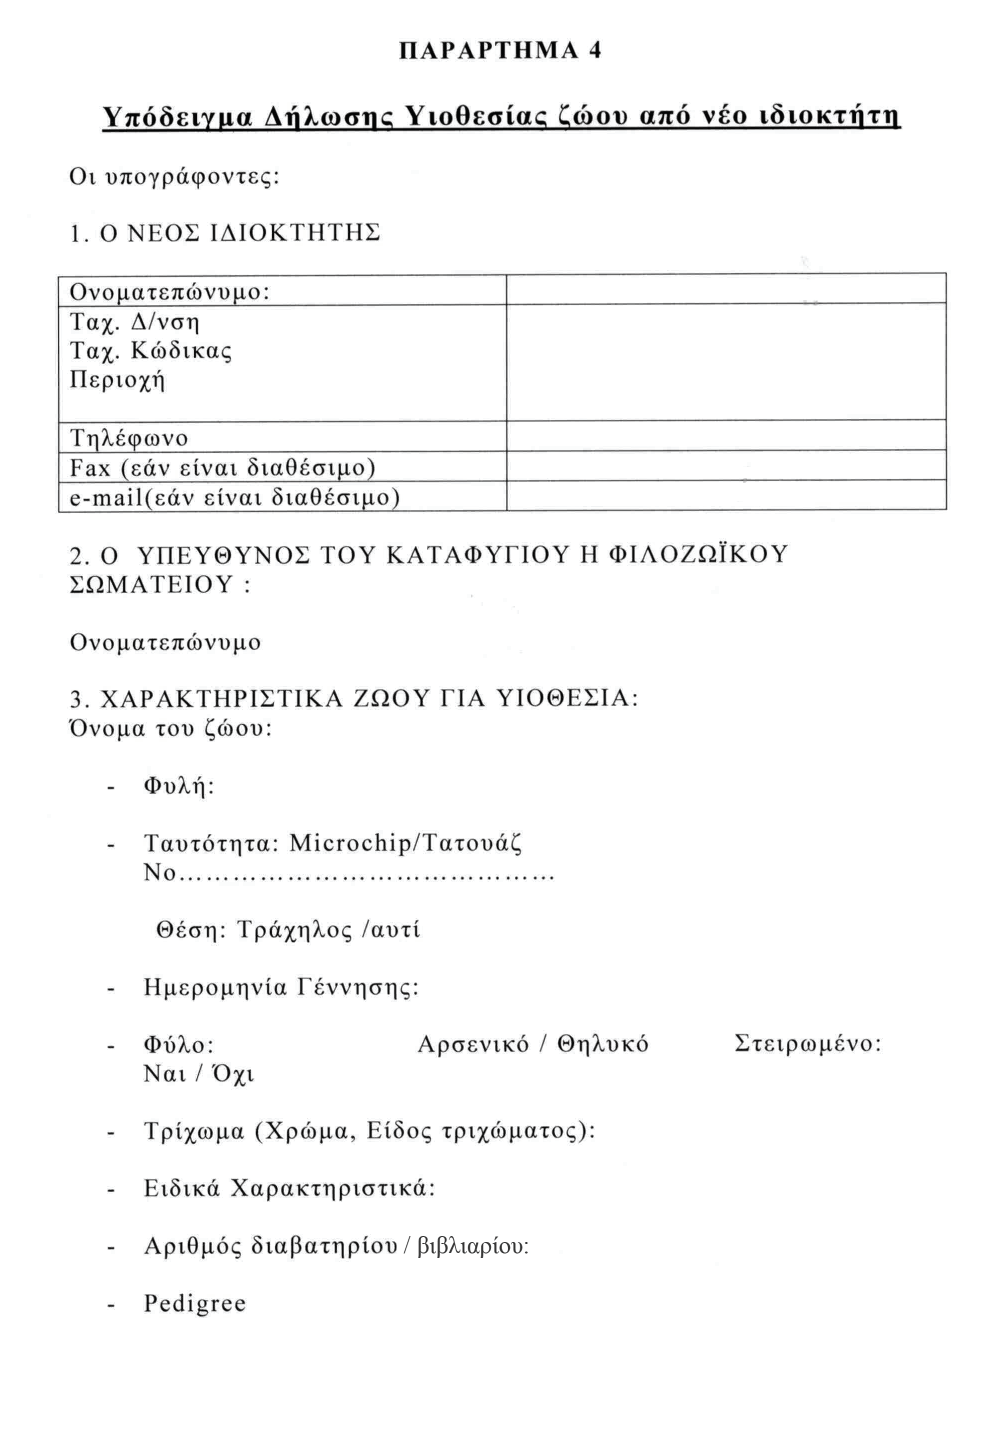 ΠΑΡΑΡΤΗΜΑ 4
Υπόδειγμα Δήλωσης Υιοθεσίας ζώου από νέο ιδιοκτήτη
Οι υπογράφοντες:
1. Ο ΝΕΟΣ ΙΔΙΟΚΤΗΤΗΣ
Ονοματεπώνυμο:
Ταχ. Δ/νση
Ταχ. Κώδικας
Περιοχή
Τηλέφωνο
Fax (εάν είναι διαθέσιμο)
e-mail(εάν είναι διαθέσιμο)
2. Ο ΥΠΕΥΘΥΝΟΣ ΤΟΥ ΚΑΤΑΦΥΓΙΟΥ Η ΦΙΛΟΖΩΪΚΟΥ
ΣΩΜΑΤΕΙΟΥ :
Ονοματεπώνυμο
3. ΧΑΡΑΚΤΗΡΙΣΤΙΚΑ ΖΩΟΥ ΓΙΑ ΥΙΟΘΕΣΙΑ:
Όνομα του ζώου:
- Φυλή:
- Ταυτότητα: Microchip/Τατουάζ
Νο..........................................
Θέση: Τράχηλος /αυτί
- Ημερομηνία Γέννησης:
- Φύλο: Αρσενικό / Θηλυκό Στειρωμένο:
Ναι / Όχι
- Τρίχωμα (Χρώμα, Είδος τριχώματος):
- Ειδικά Χαρακτηριστικά:
- Αριθμός διαβατηρίου / βιβλιαρίου:
- Pedigree